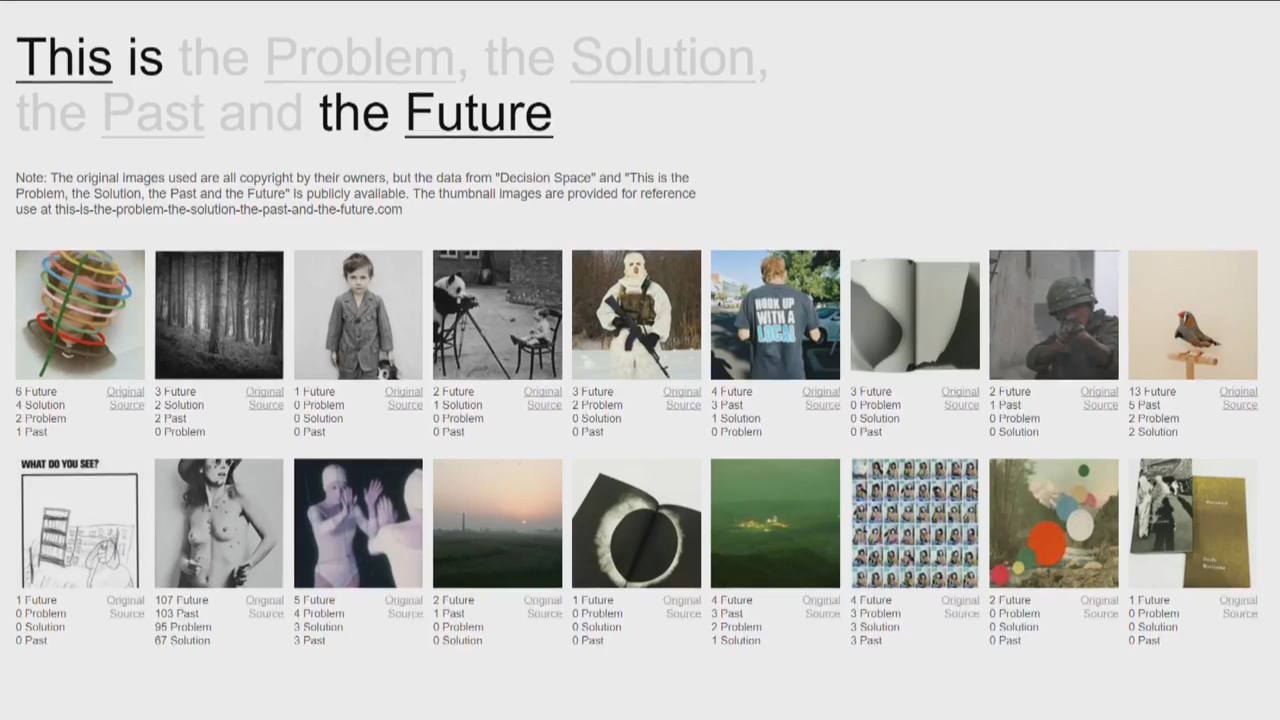 This is the Problem, the Solution,
the Past and the Future
Note: The original images used are all copyright by their owners, but the data from "Decision Space" and "This is the
Problem, the Solution, the Past and the Future" is publicly available. The thumbnail images are provided for reference
use at this-is-the-problem-the-solution-the-past-and-the-future.com
HOOK UP
WITH A
LOCAL
6 Future Original
4 Solution Source
2 Problem
1 Past
3 Future Original
2 Solution Source
2 Past
0 Problem
1 Future Original
0 Problem Source
0 Solution
0 Past
2 Future Original
1 Solution Source
0 Problem
0 Past
3 Future Original
2 Problem Source
0 Solution
0 Past
4 Future Original
3 Past Source
1 Solution
0 Problem
3 Future Original
0 Problem Source
0 Solution
0 Past
2 Future Original
1 Past Source
0 Problem
0 Solution
13 Future Original
5 Past Source
2 Problem
2 Solution
WHAT DO YOU SEE?
1 Future Original
0 Problem Source
0 Solution
0 Past
107 Future Original
103 Past Source
95 Problem
67 Solution
5 Future Original
4 Problem Source
3 Solution
3 Past
2 Future Original
1 Past Source
0 Problem
0 Solution
1 Future Original
0 Problem Source
0 Solution
0 Past
4 Future Original
3 Past Source
2 Problem
1 Solution
4 Future Original
3 Problem Source
3 Solution
3 Past
2 Future Original
0 Problem Source
0 Solution
0 Past
1 Future Original
0 Problem Source
0 Solution
0 Past